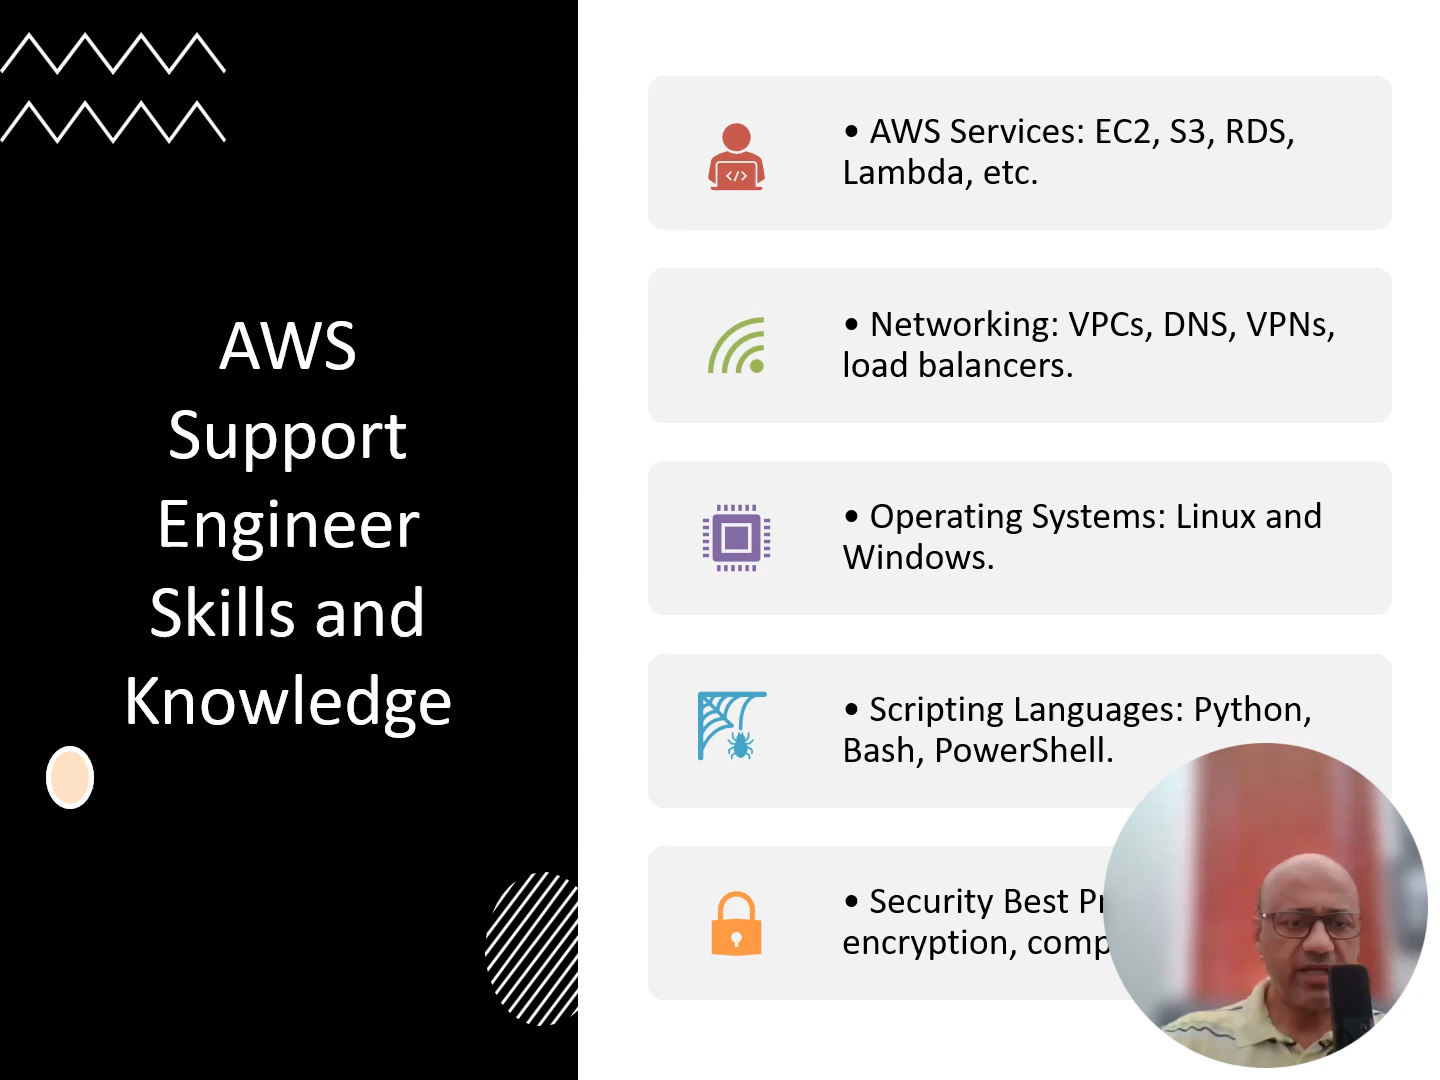 AWS
Support
Engineer
Skills and
Knowledge
• AWS Services: EC2, S3, RDS,
Lambda, etc.
• Networking: VPCs, DNS, VPNs,
load balancers.
• Operating Systems: Linux and
Windows.
• Scripting Languages: Python,
Bash, PowerShell.
• Security Best
encryption,